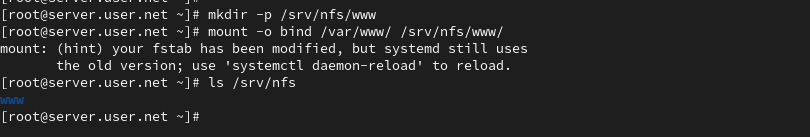 [root@server.user.net ~]# mkdir -p /srv/nfs/www
[root@server.user.net ~]# mount -o bind /var/www/ /srv/nfs/www/
mount: (hint) your fstab has been modified, but systemd still uses
       the old version; use 'systemctl daemon-reload' to reload.
[root@server.user.net ~]# ls /srv/nfs
www
[root@server.user.net ~]#